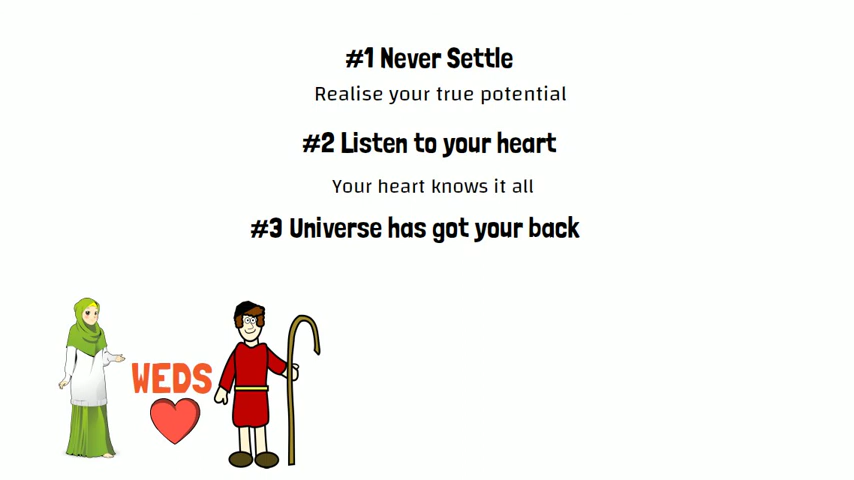 #1 Never Settle
Realise your true potential
#2 Listen to your heart
Your heart knows it all
#3 Universe has got your back
WEDS